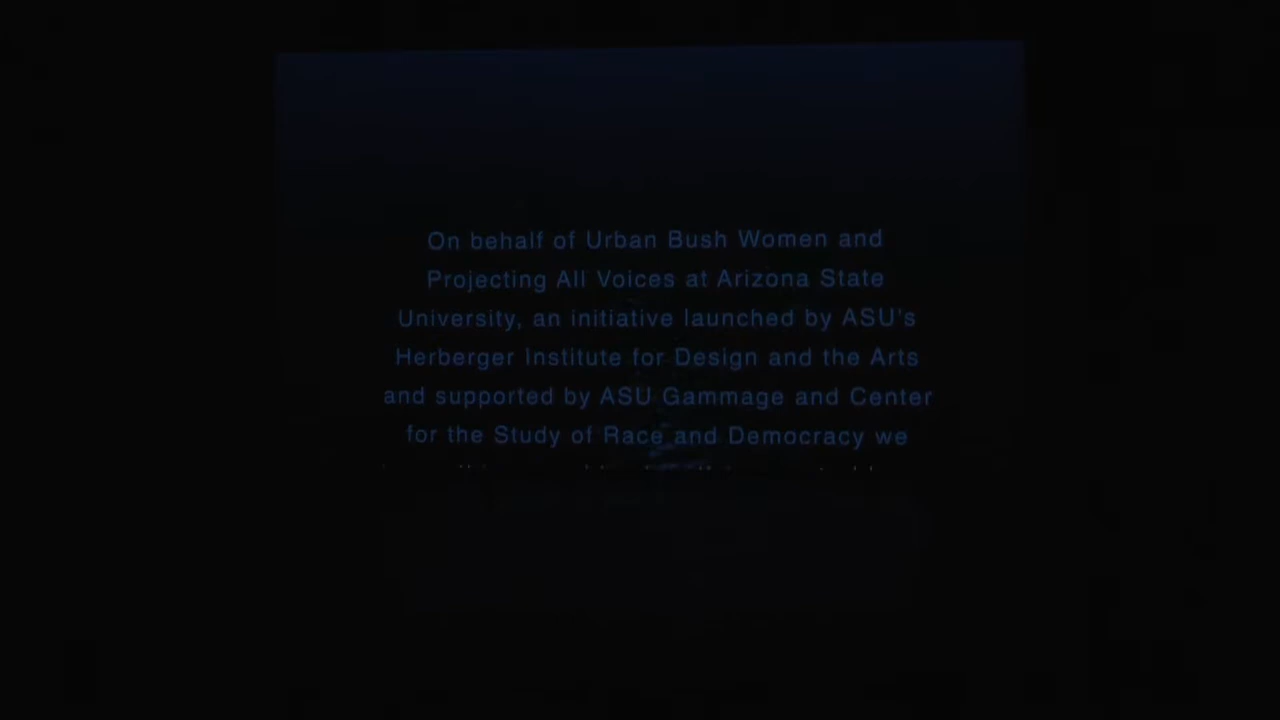 On behalf of Urban Bush Women and
Projecting All Voices at Arizona State
University, an initiative launched by ASU's
Herberger Institute for Design and the Arts
and supported by ASU Gammage and Center
for the Study of Race and Democracy we